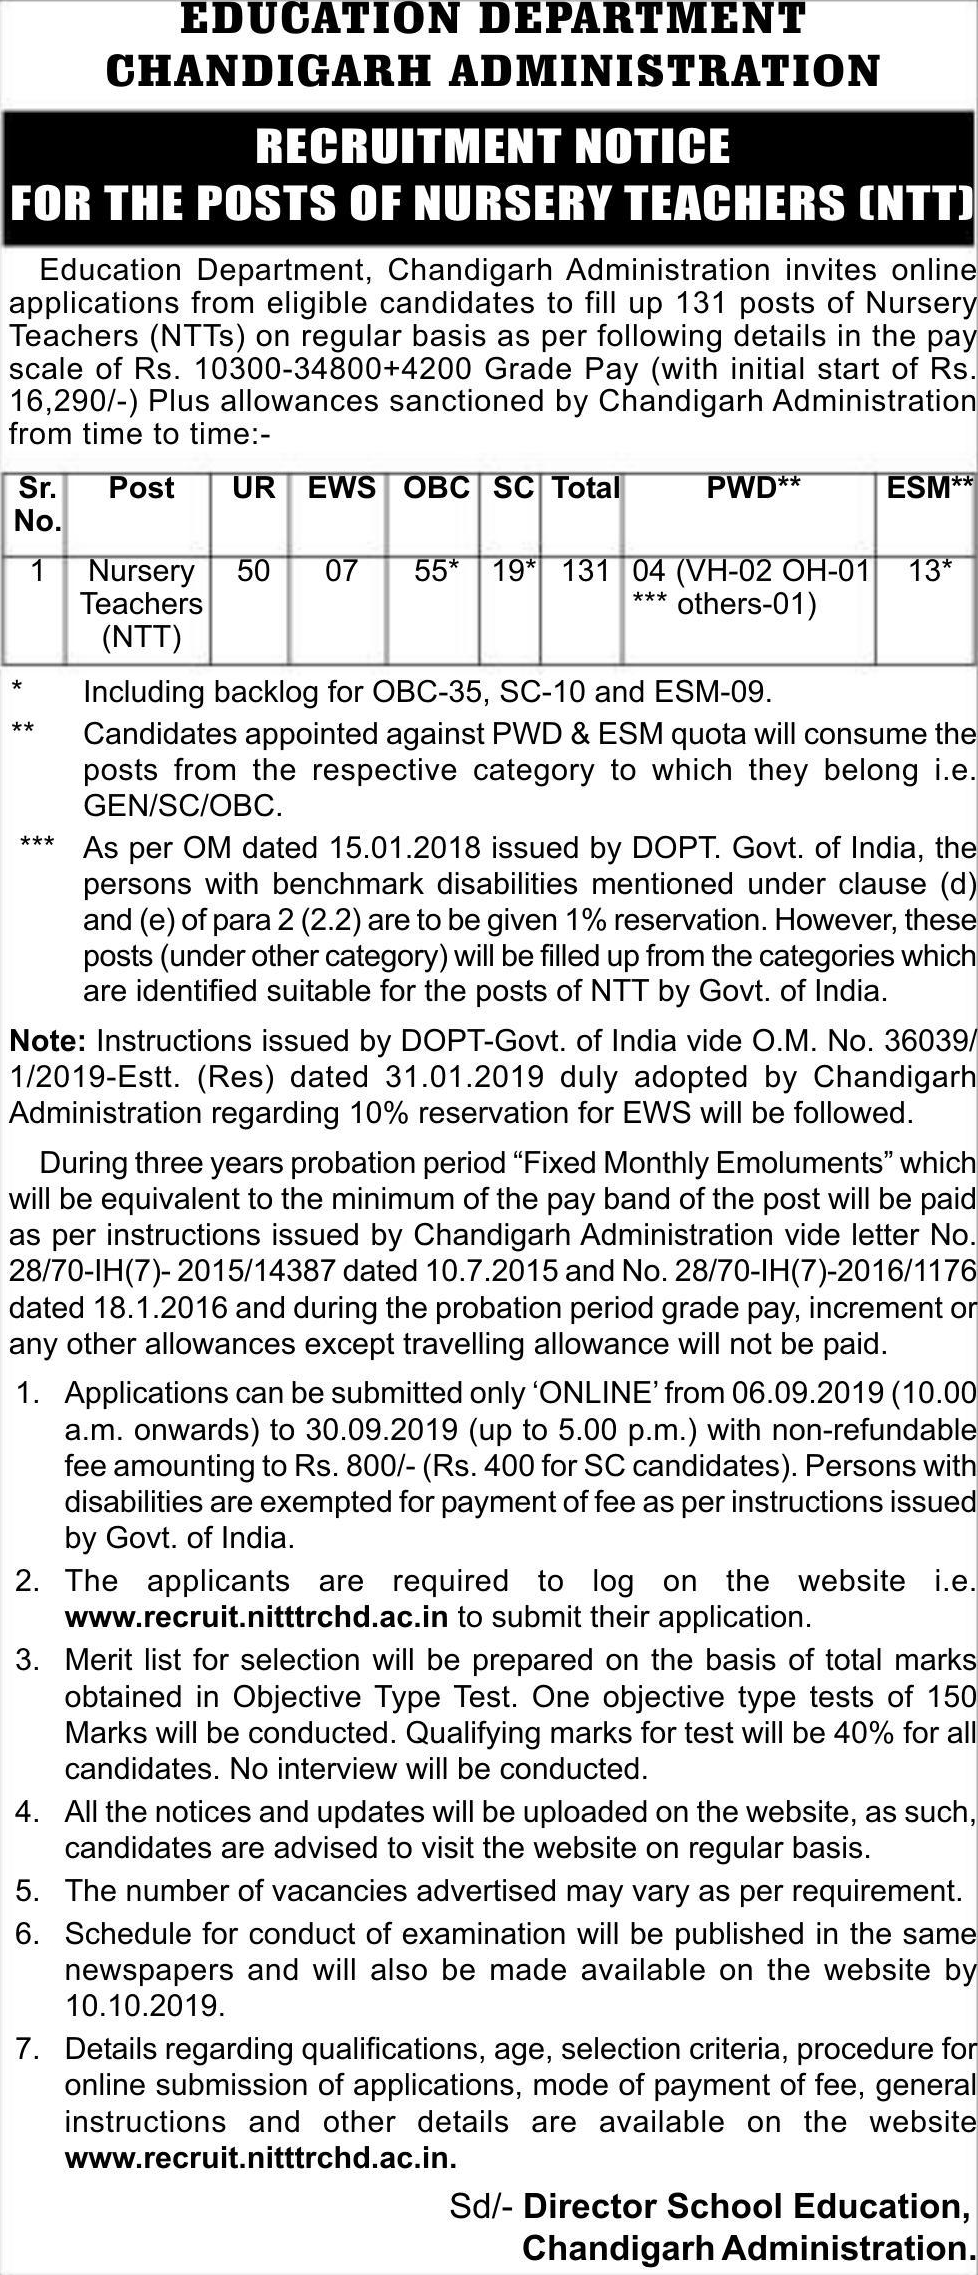 EDUCATION DEPARTMENT
CHANDIGARH ADMINISTRATION
RECRUITMENT NOTICE
FOR THE POSTS OF NURSERY TEACHERS (NTT)
Education Department, Chandigarh Administration invites online
applications from eligible candidates to fill up 131 posts of Nursery
Teachers (NTTs) on regular basis as per following details in the pay
scale of Rs. 10300-34800+4200 Grade Pay (with initial start of Rs.
16,290/-) Plus allowances sanctioned by Chandigarh Administration
from time to time:-
Sr. Post UR EWS OBC SC Total PWD** ESM**
No.
1 Nursery 50 07 55* 19* 131 04 (VH-02 OH-01 13*
Teachers *** others-01)
(NTT)
* Including backlog for OBC-35, SC-10 and ESM-09.
** Candidates appointed against PWD & ESM quota will consume the
posts from the respective category to which they belong i.e.
GEN/SC/OBC.
*** As per OM dated 15.01.2018 issued by DOPT. Govt. of India, the
persons with benchmark disabilities mentioned under clause (d)
and (e) of para 2 (2.2) are to be given 1% reservation. However, these
posts (under other category) will be filled up from the categories which
are identified suitable for the posts of NTT by Govt. of India.
Note: Instructions issued by DOPT-Govt. of India vide O.M. No. 36039/
1/2019-Estt. (Res) dated 31.01.2019 duly adopted by Chandigarh
Administration regarding 10% reservation for EWS will be followed.
During three years probation period “Fixed Monthly Emoluments” which
will be equivalent to the minimum of the pay band of the post will be paid
as per instructions issued by Chandigarh Administration vide letter No.
28/70-IH(7)- 2015/14387 dated 10.7.2015 and No. 28/70-IH(7)-2016/1176
dated 18.1.2016 and during the probation period grade pay, increment or
any other allowances except travelling allowance will not be paid.
1. Applications can be submitted only ‘ONLINE’ from 06.09.2019 (10.00
a.m. onwards) to 30.09.2019 (up to 5.00 p.m.) with non-refundable
fee amounting to Rs. 800/- (Rs. 400 for SC candidates). Persons with
disabilities are exempted for payment of fee as per instructions issued
by Govt. of India.
2. The applicants are required to log on the website i.e.
www.recruit.nitttrchd.ac.in to submit their application.
3. Merit list for selection will be prepared on the basis of total marks
obtained in Objective Type Test. One objective type tests of 150
Marks will be conducted. Qualifying marks for test will be 40% for all
candidates. No interview will be conducted.
4. All the notices and updates will be uploaded on the website, as such,
candidates are advised to visit the website on regular basis.
5. The number of vacancies advertised may vary as per requirement.
6. Schedule for conduct of examination will be published in the same
newspapers and will also be made available on the website by
10.10.2019.
7. Details regarding qualifications, age, selection criteria, procedure for
online submission of applications, mode of payment of fee, general
instructions and other details are available on the website
www.recruit.nitttrchd.ac.in.
Sd/- Director School Education,
Chandigarh Administration.